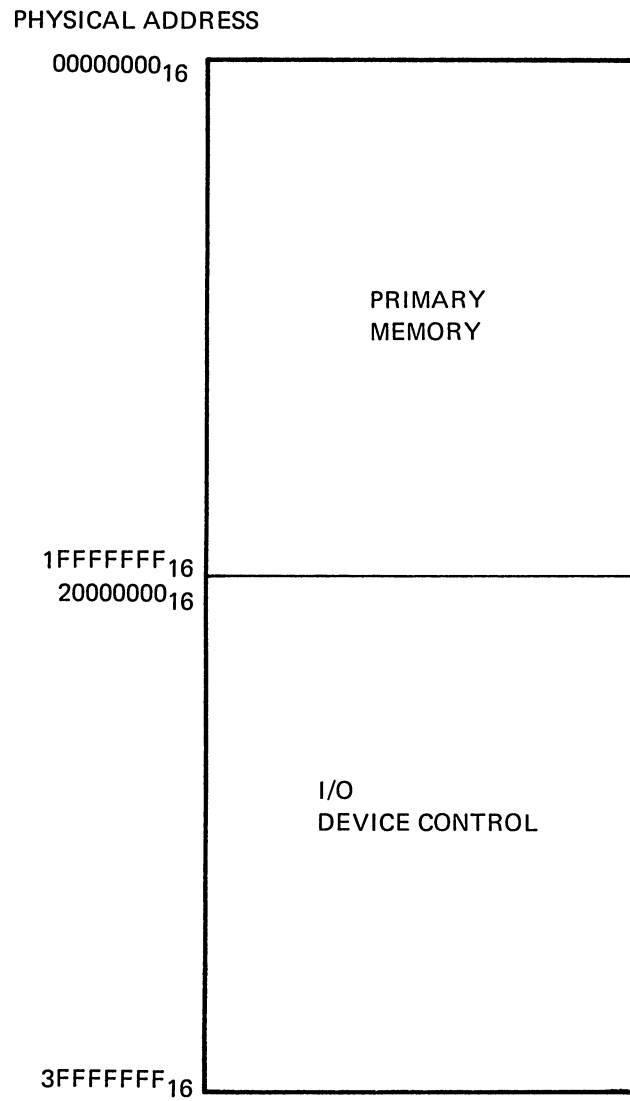 PHYSICAL ADDRESS
00000000₁₆
PRIMARY
MEMORY
1FFFFFFF₁₆
20000000₁₆
I/O
DEVICE CONTROL
3FFFFFFF₁₆